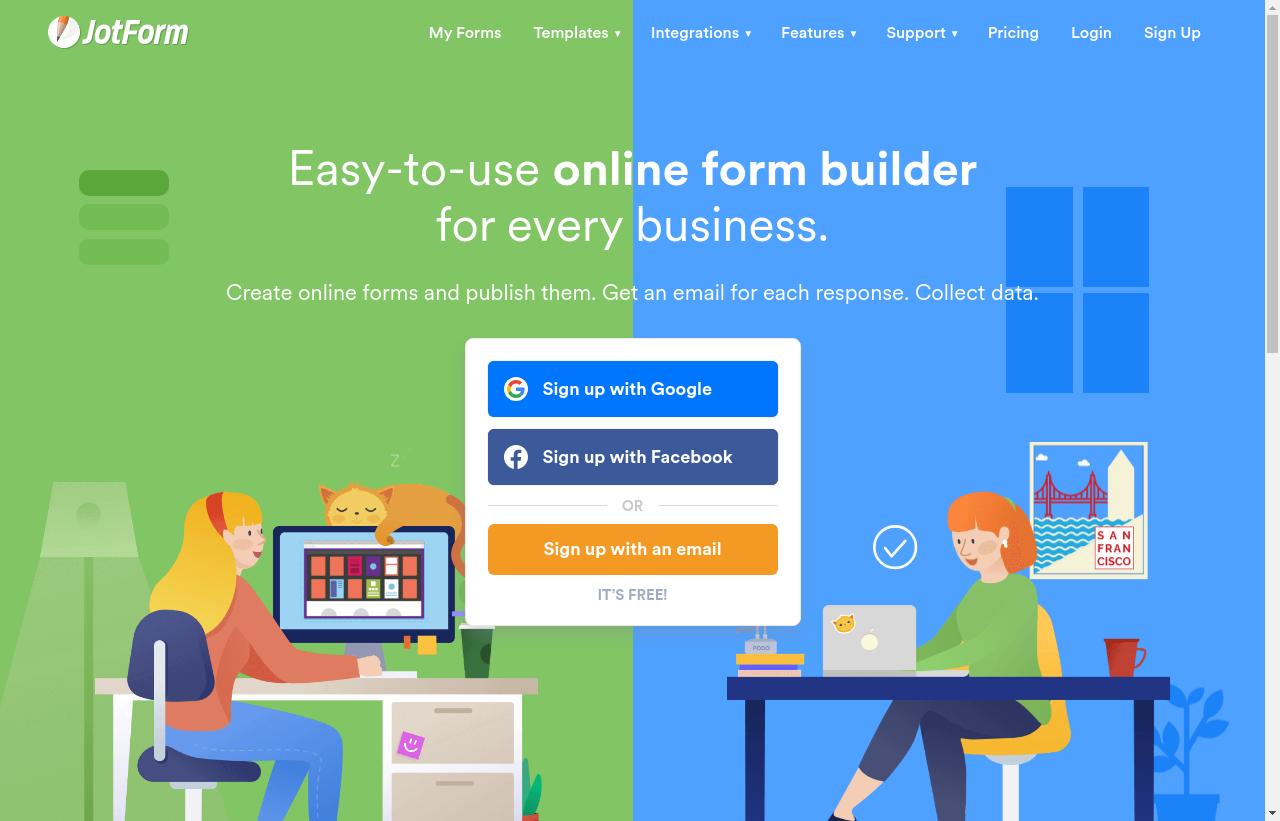 JotForm
My Forms Templates ▾ Integrations ▾ Features ▾ Support ▾ Pricing Login Sign Up
Easy-to-use online form builder
for every business.
Create online forms and publish them. Get an email for each response. Collect data.
Sign up with Google
Sign up with Facebook
OR
Sign up with an email
IT'S FREE!
Z
SAN
FRAN
CISCO
PODO